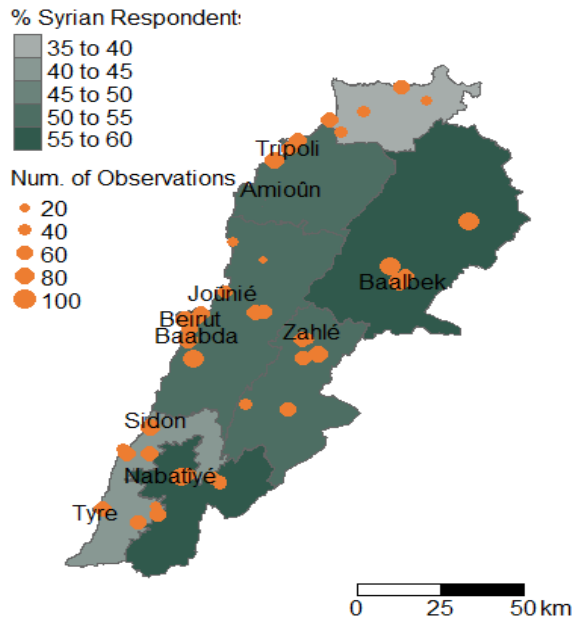 % Syrian Respondents
35 to 40
40 to 45
45 to 50
50 to 55
55 to 60
Num. of Observations
20
40
60
80
100
Tripoli
Amioûn
Joûnié
Baalbek
Beirut
Baabda
Zahlé
Sidon
Nabatiyé
Tyre
0 25 50 km